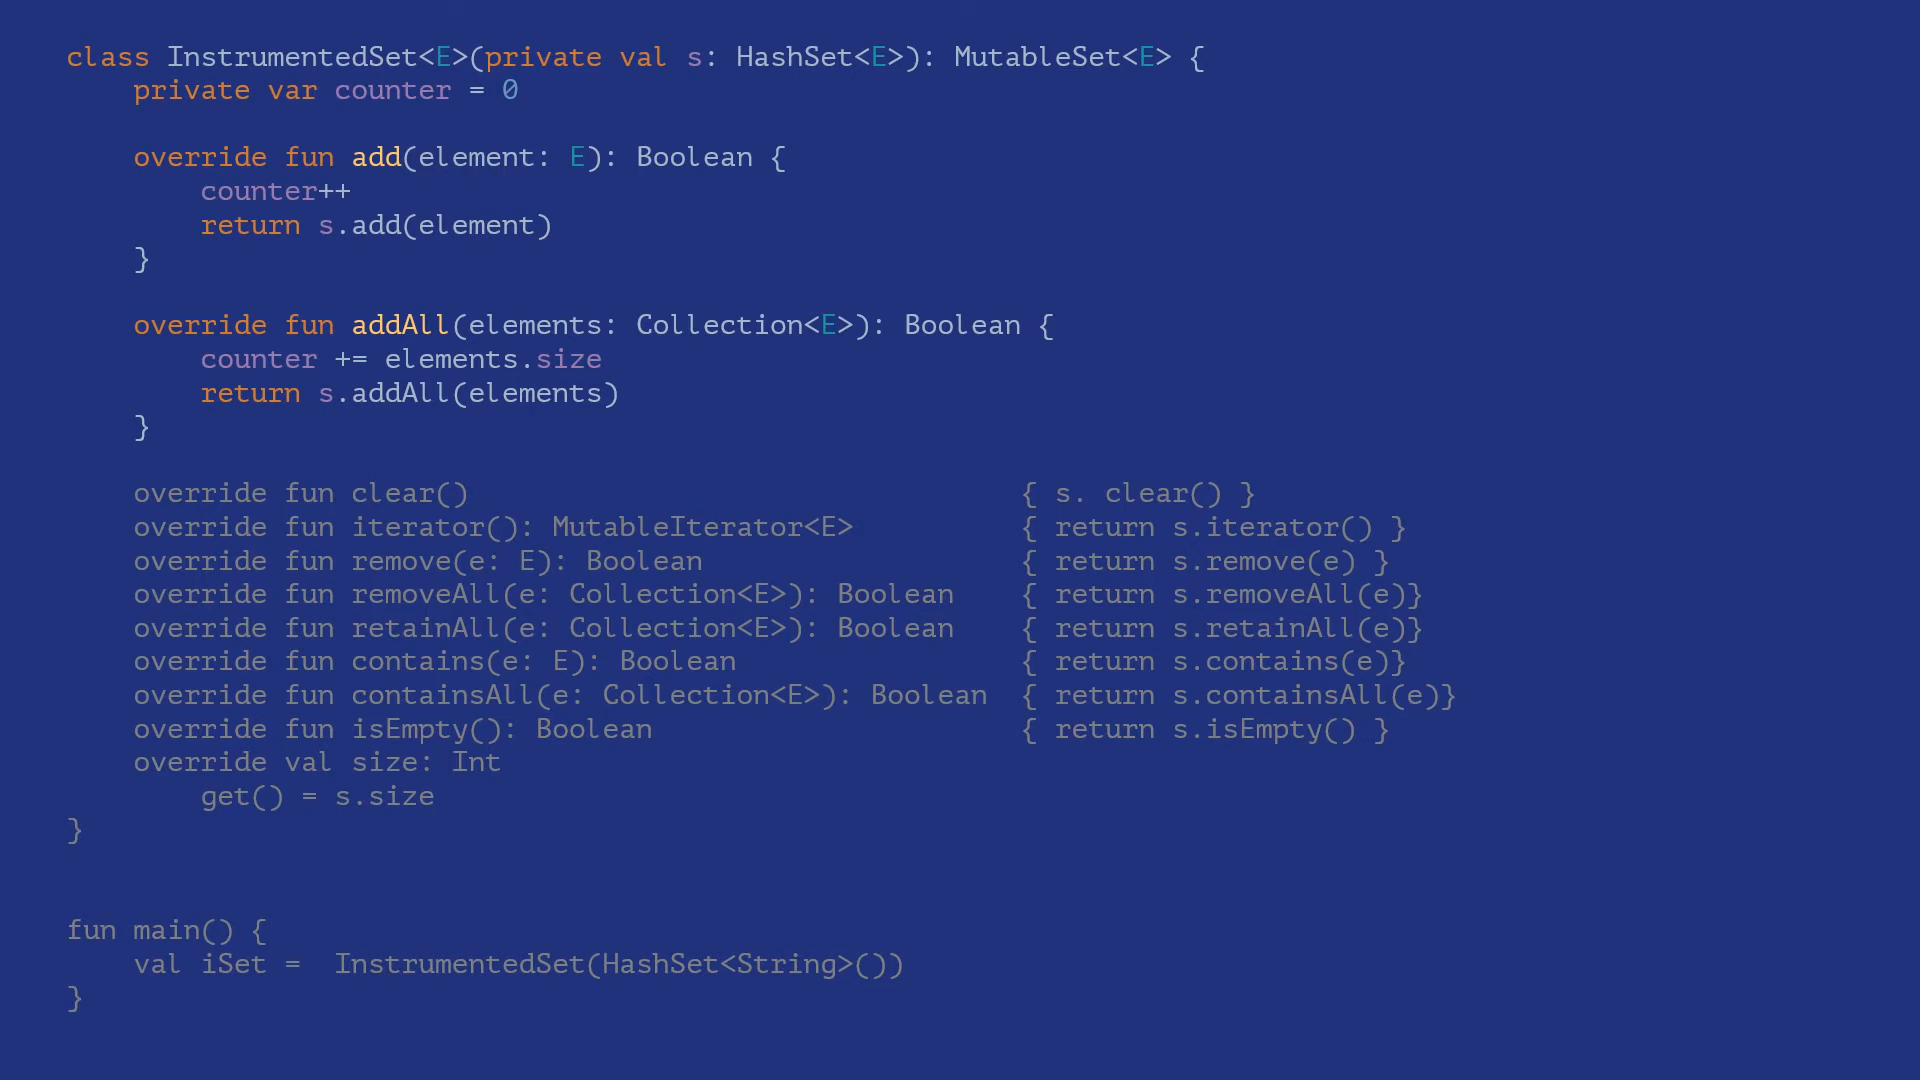 class InstrumentedSet<E>(private val s: HashSet<E>): MutableSet<E> {
    private var counter = 0

    override fun add(element: E): Boolean {
        counter++
        return s.add(element)
    }

    override fun addAll(elements: Collection<E>): Boolean {
        counter += elements.size
        return s.addAll(elements)
    }

    override fun clear()                                 { s. clear() }
    override fun iterator(): MutableIterator<E>          { return s.iterator() }
    override fun remove(e: E): Boolean                   { return s.remove(e) }
    override fun removeAll(e: Collection<E>): Boolean    { return s.removeAll(e)}
    override fun retainAll(e: Collection<E>): Boolean    { return s.retainAll(e)}
    override fun contains(e: E): Boolean                 { return s.contains(e)}
    override fun containsAll(e: Collection<E>): Boolean  { return s.containsAll(e)}
    override fun isEmpty(): Boolean                      { return s.isEmpty() }
    override val size: Int
        get() = s.size
}

fun main() {
    val iSet =  InstrumentedSet(HashSet<String>())
}